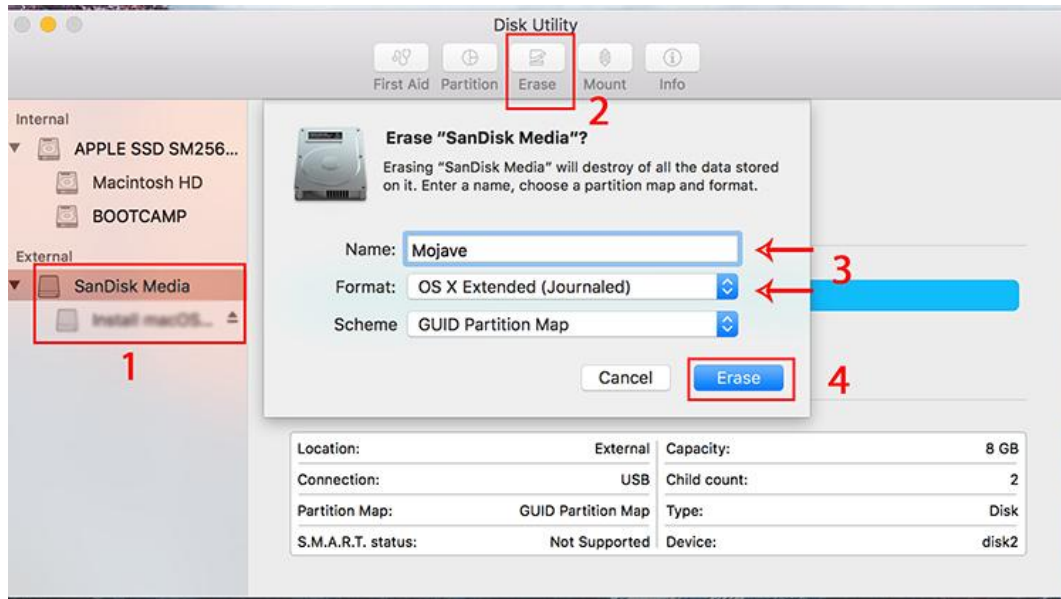 Disk Utility
First Aid Partition Erase Mount Info
2
Internal
APPLE SSD SM256...
Macintosh HD
BOOTCAMP
External
SanDisk Media
1
Erase "SanDisk Media"?
Erasing "SanDisk Media" will destroy of all the data stored
on it. Enter a name, choose a partition map and format.
Name: Mojave
3
Format: OS X Extended (Journaled)
Scheme GUID Partition Map
Cancel Erase
4
Location: External Capacity: 8 GB
Connection: USB Child count: 2
Partition Map: GUID Partition Map Type: Disk
S.M.A.R.T. status: Not Supported Device: disk2